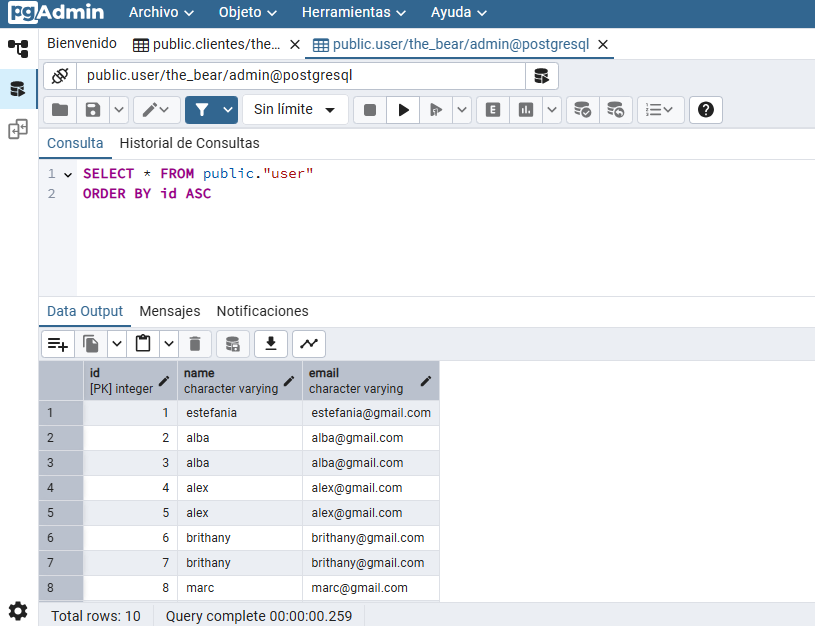 pgAdmin Archivo Objeto Herramientas Ayuda
Bienvenido public.clientes/the... public.user/the_bear/admin@postgresql
public.user/the_bear/admin@postgresql
Sin límite E ?
Consulta Historial de Consultas
1 SELECT * FROM public."user"
2 ORDER BY id ASC
Data Output Mensajes Notificaciones
id name email
[PK] integer character varying character varying
1 1 estefania estefania@gmail.com
2 2 alba alba@gmail.com
3 3 alba alba@gmail.com
4 4 alex alex@gmail.com
5 5 alex alex@gmail.com
6 6 brithany brithany@gmail.com
7 7 brithany brithany@gmail.com
8 8 marc marc@gmail.com
Total rows: 10 Query complete 00:00:00.259